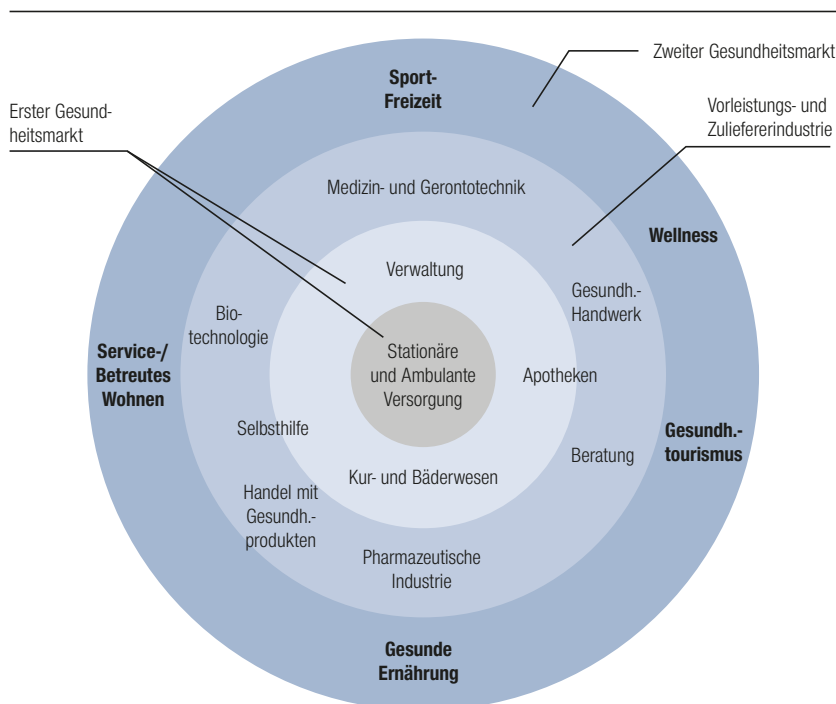 Zweiter Gesundheitsmarkt
Sport-
Freizeit
Erster Gesund-
heitsmarkt
Vorleistungs- und
Zuliefererindustrie
Medizin- und Gerontotechnik
Wellness
Verwaltung
Gesundh.-
Handwerk
Bio-
technologie
Service-/
Betreutes
Wohnen
Stationäre
und Ambulante
Versorgung
Apotheken
Selbsthilfe
Gesundh.-
tourismus
Beratung
Kur- und Bäderwesen
Handel mit
Gesundh.-
produkten
Pharmazeutische
Industrie
Gesunde
Ernährung